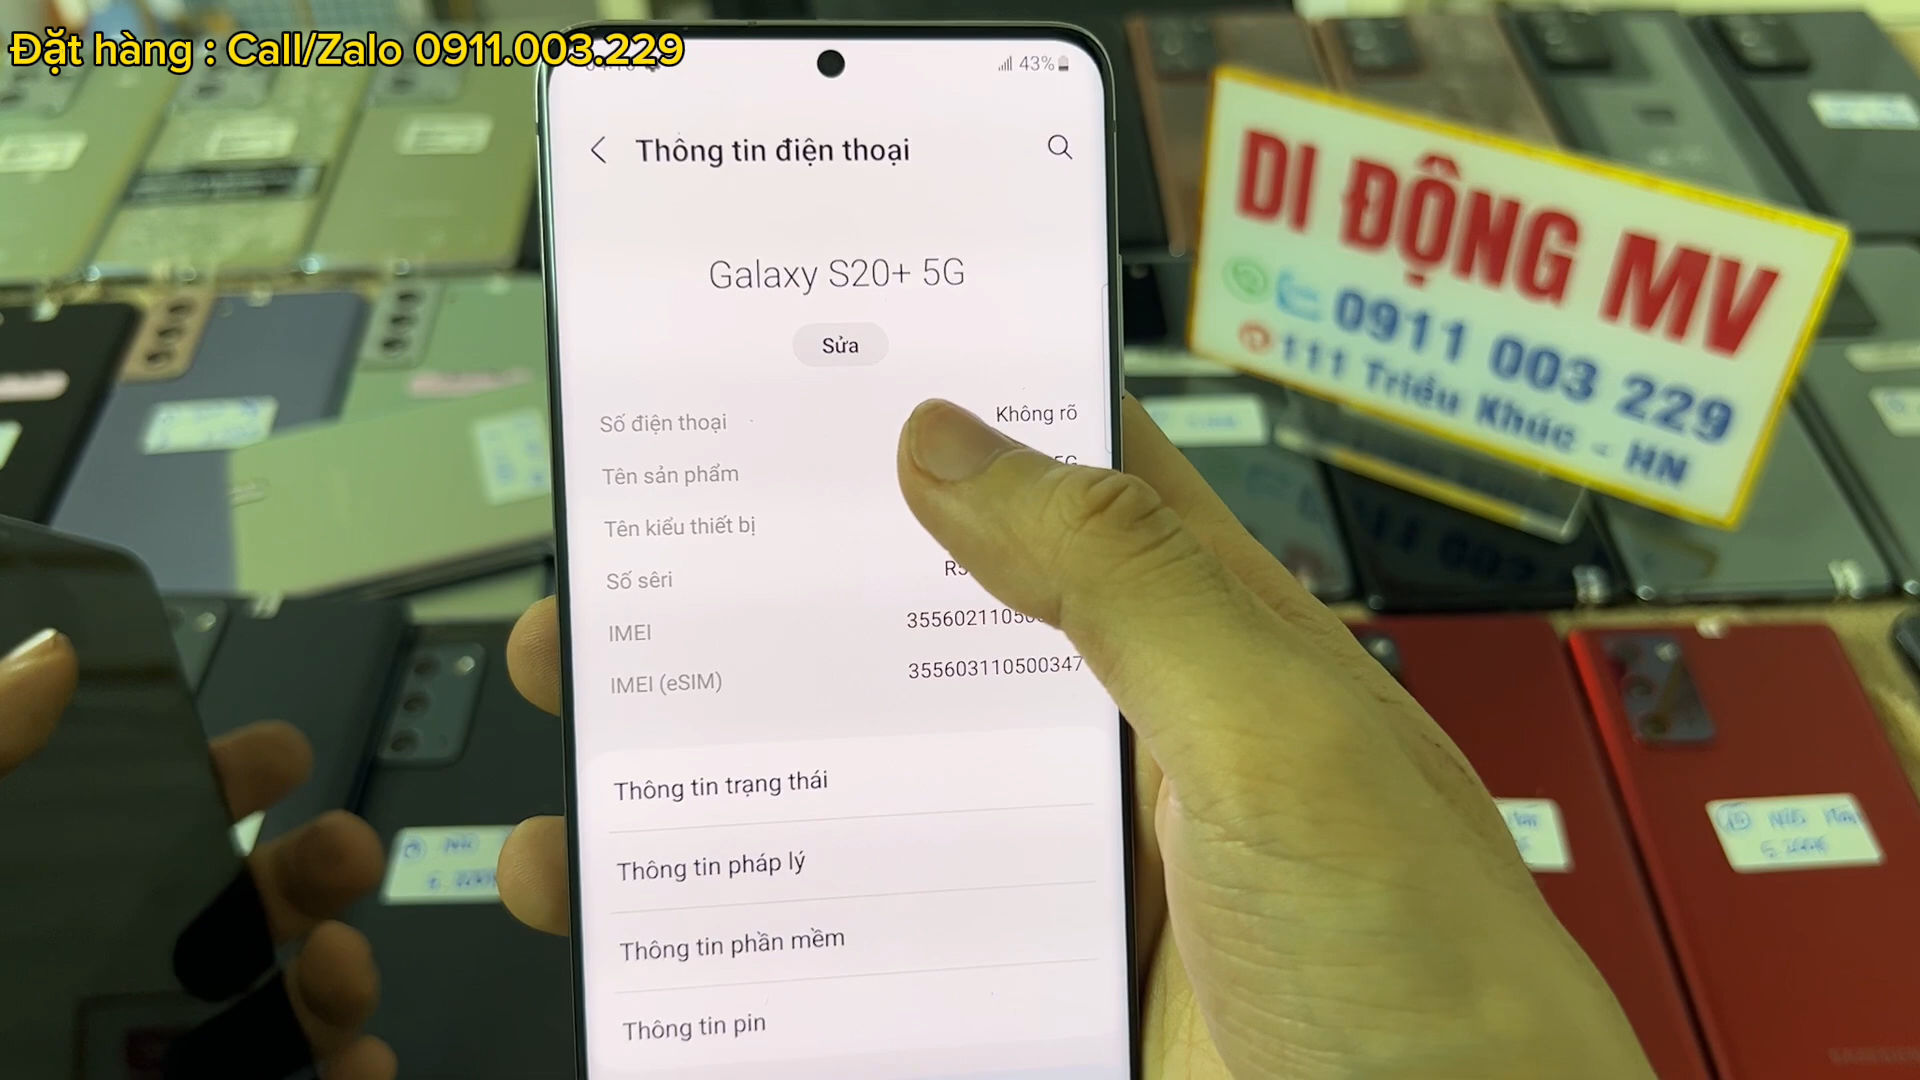 Đặt hàng : Call/Zalo 0911.003.229
43%
Thông tin điện thoại
Galaxy S20+ 5G
Sửa
Số điện thoại Không rõ
Tên sản phẩm 5G
Tên kiểu thiết bị
Số sêri
IMEI
IMEI (eSIM) 355603110500347
Thông tin trạng thái
Thông tin pháp lý
Thông tin phần mềm
Thông tin pin
DI ĐỘNG MV
0911 003 229
111 Triều Khúc - HN